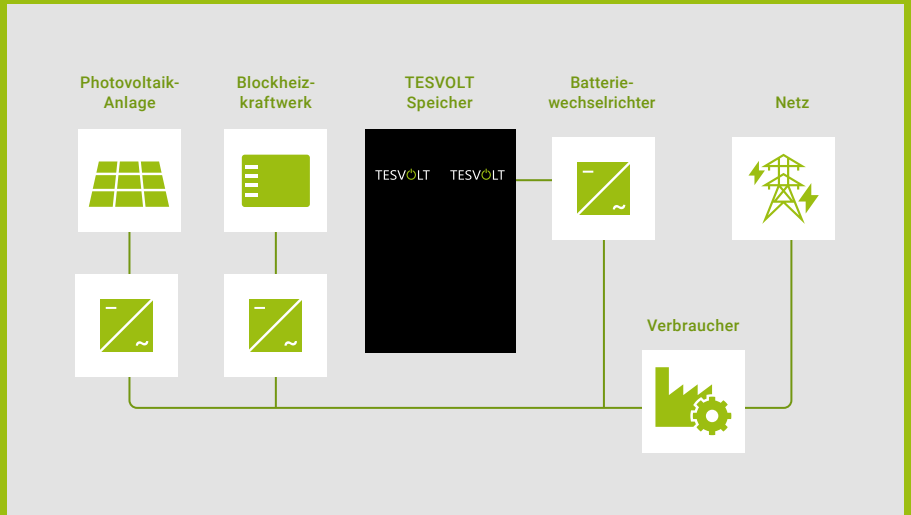 Photovoltaik-
Anlage
Blockheiz-
kraftwerk
TESVOLT
Speicher
Batterie-
wechselrichter
Netz
TESVOLT TESVOLT
Verbraucher